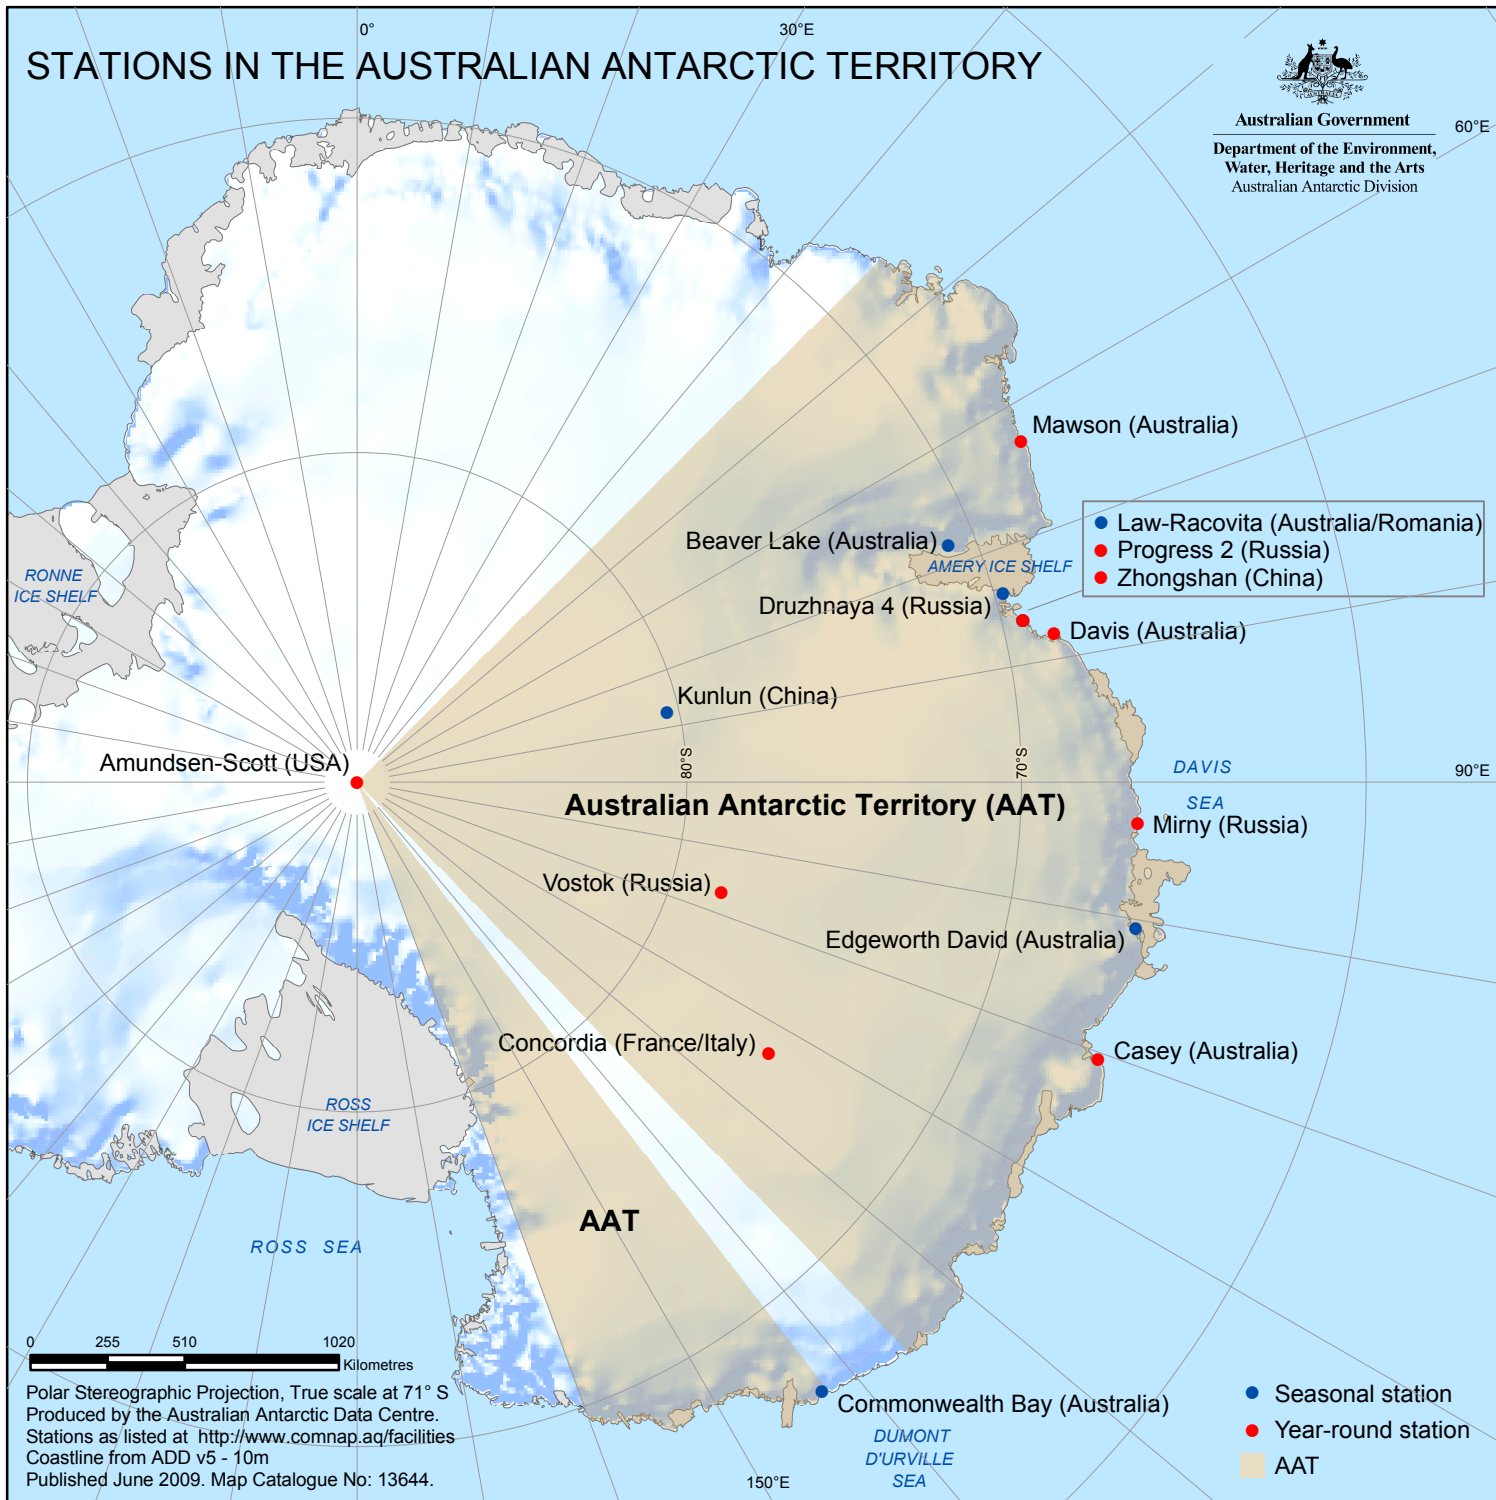 0°
30°E
STATIONS IN THE AUSTRALIAN ANTARCTIC TERRITORY
AUSTRALIA
Australian Government
Department of the Environment,
Water, Heritage and the Arts
Australian Antarctic Division
60°E
Mawson (Australia)
Law-Racovita (Australia/Romania)
Progress 2 (Russia)
Zhongshan (China)
Beaver Lake (Australia)
AMERY ICE SHELF
RONNE
ICE SHELF
Druzhnaya 4 (Russia)
Davis (Australia)
Kunlun (China)
Amundsen-Scott (USA)
80°S
70°S
DAVIS
SEA
90°E
Australian Antarctic Territory (AAT)
Mirny (Russia)
Vostok (Russia)
Edgeworth David (Australia)
Concordia (France/Italy)
Casey (Australia)
ROSS
ICE SHELF
AAT
ROSS SEA
0 255 510 1020
Kilometres
Polar Stereographic Projection, True scale at 71° S
Produced by the Australian Antarctic Data Centre.
Stations as listed at http://www.comnap.aq/facilities
Coastline from ADD v5 - 10m
Published June 2009. Map Catalogue No: 13644.
Commonwealth Bay (Australia)
DUMONT
D'URVILLE
SEA
150°E
Seasonal station
Year-round station
AAT